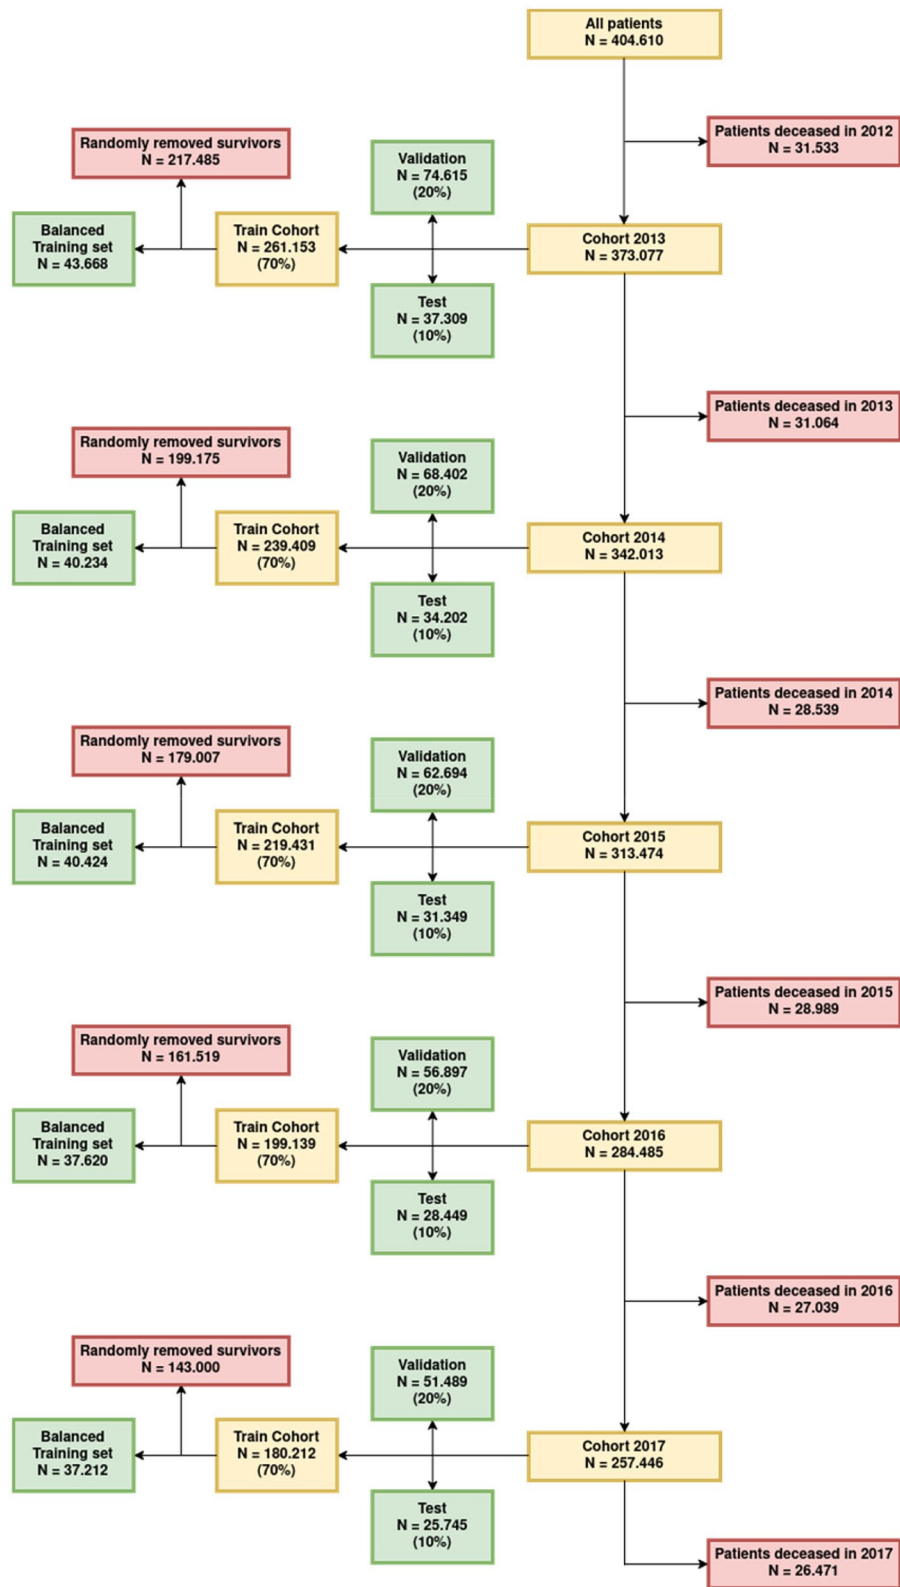 All patients
N = 404.610
Patients deceased in 2012
N = 31.533
Randomly removed survivors
N = 217.485
Validation
N = 74.615
(20%)
Balanced
Training set
N = 43.668
Train Cohort
N = 261.153
(70%)
Cohort 2013
N = 373.077
Test
N = 37.309
(10%)
Patients deceased in 2013
N = 31.064
Randomly removed survivors
N = 199.175
Validation
N = 68.402
(20%)
Balanced
Training set
N = 40.234
Train Cohort
N = 239.409
(70%)
Cohort 2014
N = 342.013
Test
N = 34.202
(10%)
Patients deceased in 2014
N = 28.539
Randomly removed survivors
N = 179.007
Validation
N = 62.694
(20%)
Balanced
Training set
N = 40.424
Train Cohort
N = 219.431
(70%)
Cohort 2015
N = 313.474
Test
N = 31.349
(10%)
Patients deceased in 2015
N = 28.989
Randomly removed survivors
N = 161.519
Validation
N = 56.897
(20%)
Balanced
Training set
N = 37.620
Train Cohort
N = 199.139
(70%)
Cohort 2016
N = 284.485
Test
N = 28.449
(10%)
Patients deceased in 2016
N = 27.039
Randomly removed survivors
N = 143.000
Validation
N = 51.489
(20%)
Balanced
Training set
N = 37.212
Train Cohort
N = 180.212
(70%)
Cohort 2017
N = 257.446
Test
N = 25.745
(10%)
Patients deceased in 2017
N = 26.471